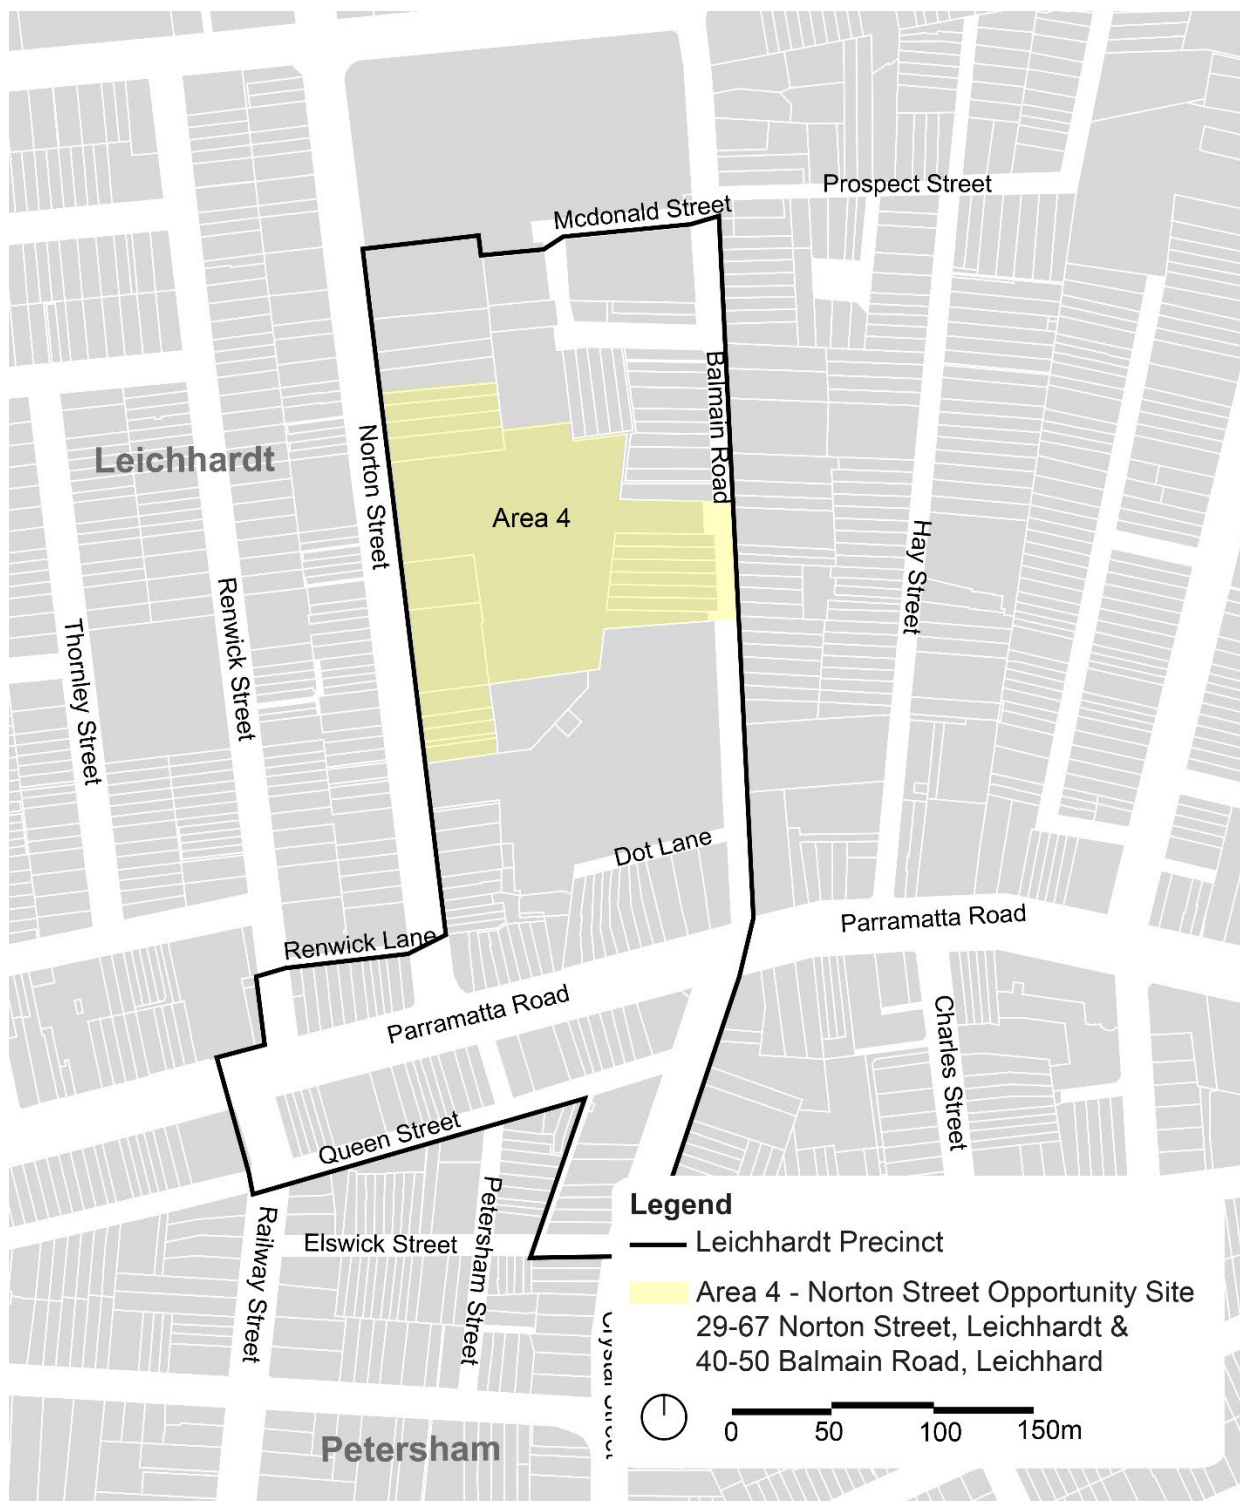 Prospect Street
Mcdonald Street
Balmain Road
Leichhardt
Norton Street
Area 4
Hay Street
Renwick Street
Thornley Street
Dot Lane
Renwick Lane
Parramatta Road
Parramatta Road
Charles Street
Queen Street
Petersham Street
Elswick Street
Railway Street
Crystal Street
Petersham
Legend
Leichhardt Precinct
Area 4 - Norton Street Opportunity Site
29-67 Norton Street, Leichhardt &
40-50 Balmain Road, Leichhard
0 50 100 150m